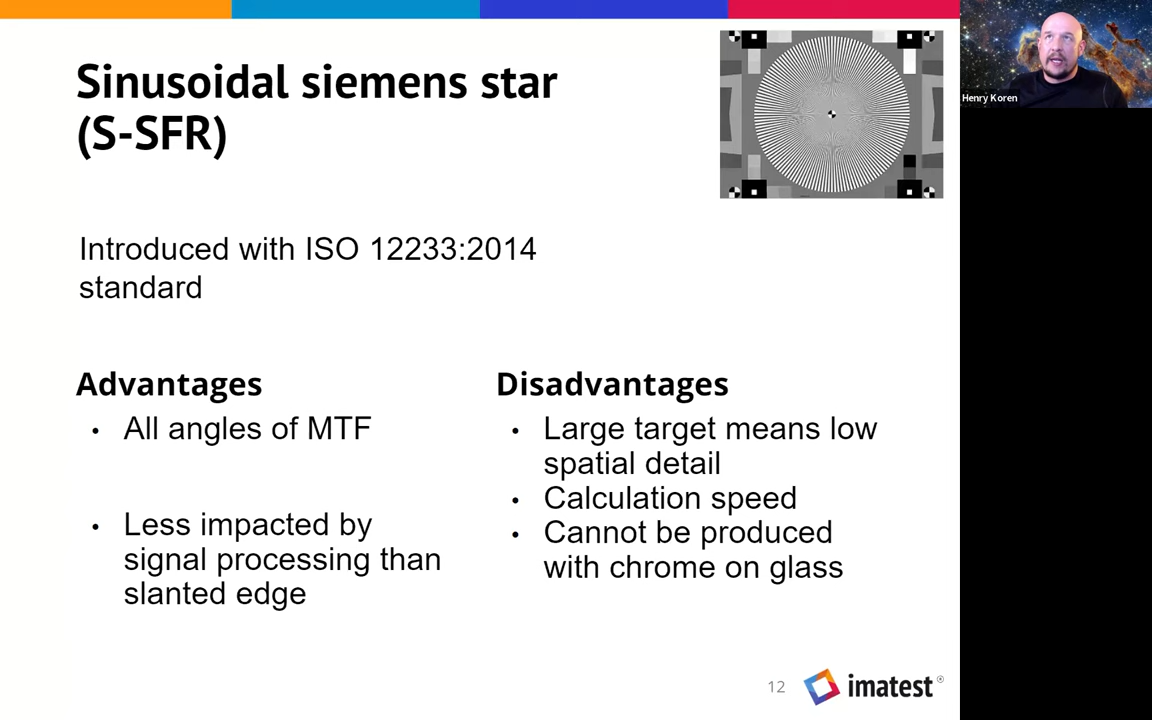 Sinusoidal siemens star
(S-SFR)
Henry Koren
Introduced with ISO 12233:2014
standard
Advantages
• All angles of MTF
• Less impacted by
signal processing than
slanted edge
Disadvantages
• Large target means low
spatial detail
• Calculation speed
• Cannot be produced
with chrome on glass
12
imatest®